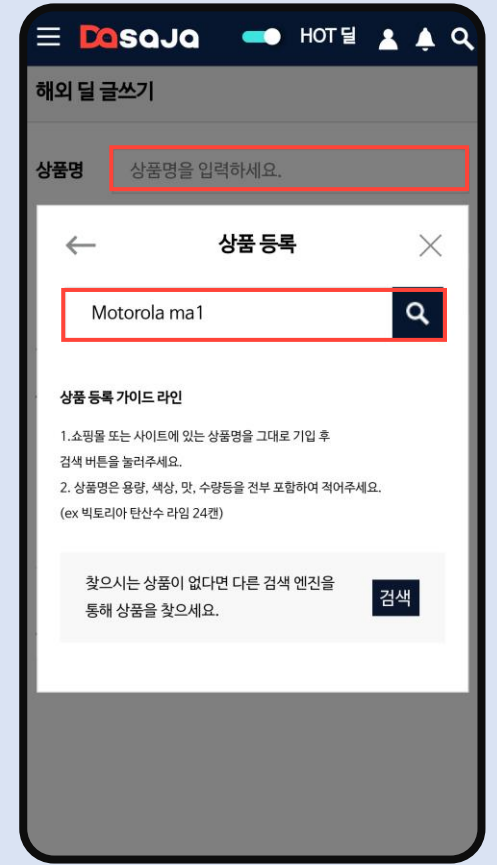 Dasaja HOT 딜
해외 딜 글쓰기
상품명 상품명을 입력하세요.
상품 등록
Motorola ma1
상품 등록 가이드 라인
1.쇼핑몰 또는 사이트에 있는 상품명을 그대로 기입 후
검색 버튼을 눌러주세요.
2. 상품명은 용량, 색상, 맛, 수량등을 전부 포함하여 적어주세요.
(ex 빅토리아 탄산수 라임 24캔)
찾으시는 상품이 없다면 다른 검색 엔진을
통해 상품을 찾으세요.
검색